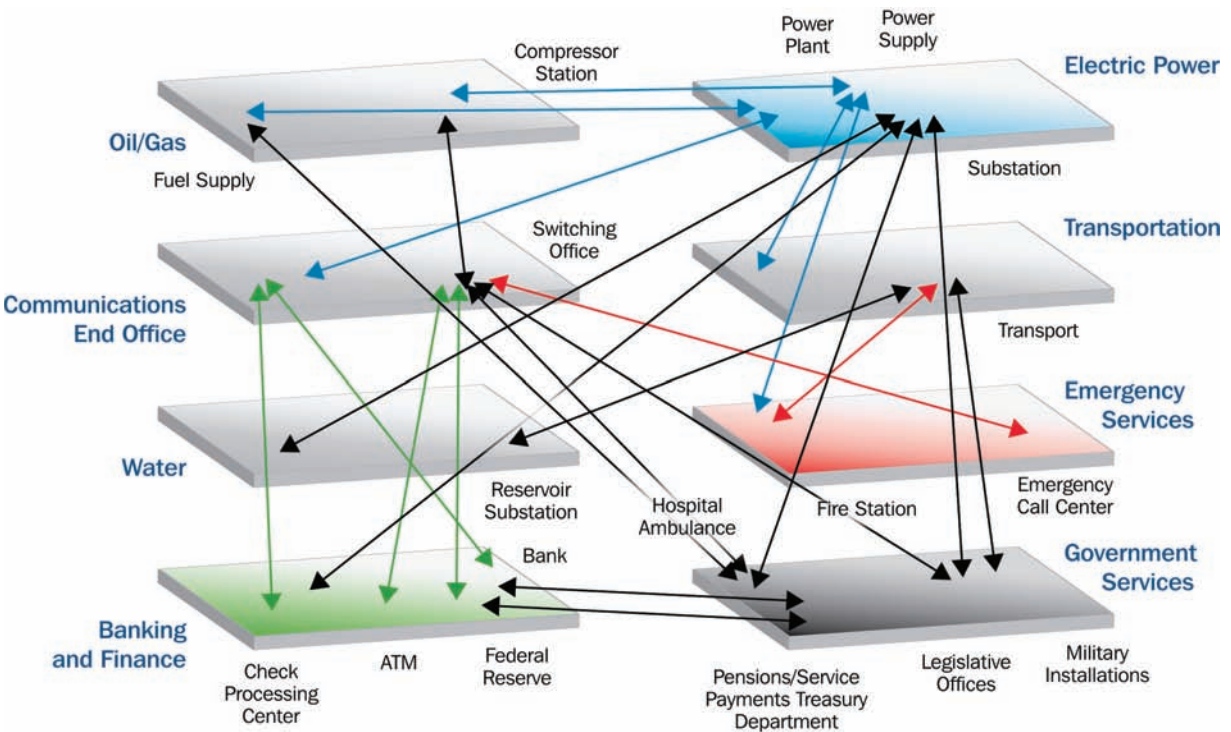 Power
Plant
Power
Supply
Compressor
Station
Electric Power
Oil/Gas
Fuel Supply
Substation
Switching
Office
Transportation
Communications
End Office
Transport
Emergency
Services
Water
Reservoir
Substation
Hospital
Ambulance
Fire Station
Emergency
Call Center
Bank
Government
Services
Banking
and Finance
Check
Processing
Center
ATM
Federal
Reserve
Pensions/Service
Payments Treasury
Department
Legislative
Offices
Military
Installations